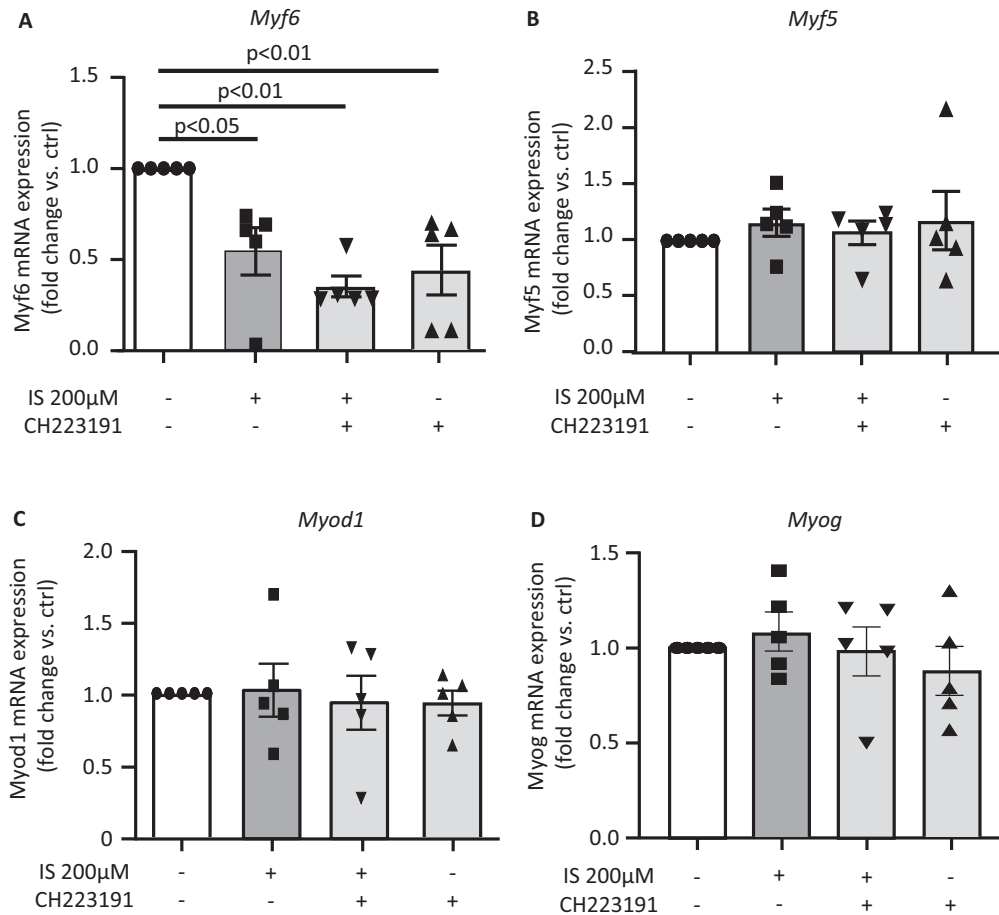 A
Myf6
p<0.01
p<0.01
p<0.05
Myf6 mRNA expression
(fold change vs. ctrl)
1.5
1.0
0.5
0.0
IS 200µM - + + -
CH223191 - - + +
B
Myf5
Myf5 mRNA expression
(fold change vs. ctrl)
2.5
2.0
1.5
1.0
0.5
0.0
IS 200µM - + + -
CH223191 - - + +
C
Myod1
Myod1 mRNA expression
(fold change vs. ctrl)
2.0
1.5
1.0
0.5
0
IS 200µM - + + -
CH223191 - - + +
D
Myog
Myog mRNA expression
(fold change vs. ctrl)
1.5
1.0
0.5
0.0
IS 200µM - + + -
CH223191 - - + +